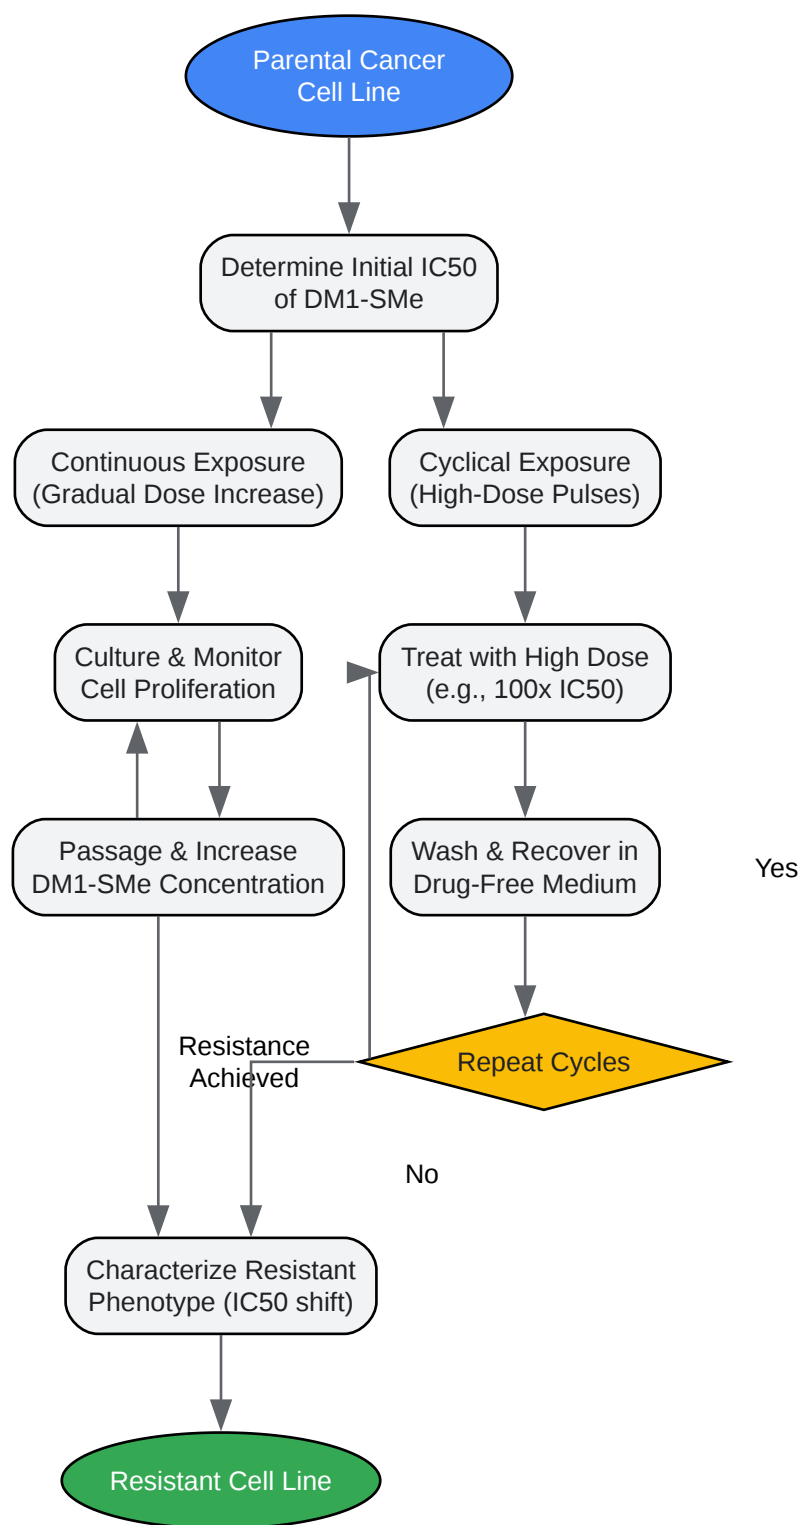 Parental Cancer
Cell Line
Determine Initial IC50
of DM1-SMe
Continuous Exposure
(Gradual Dose Increase)
Cyclical Exposure
(High-Dose Pulses)
Culture & Monitor
Cell Proliferation
Treat with High Dose
(e.g., 100x IC50)
Passage & Increase
DM1-SMe Concentration
Wash & Recover in
Drug-Free Medium
Yes
Resistance
Achieved
Repeat Cycles
No
Characterize Resistant
Phenotype (IC50 shift)
Resistant Cell Line